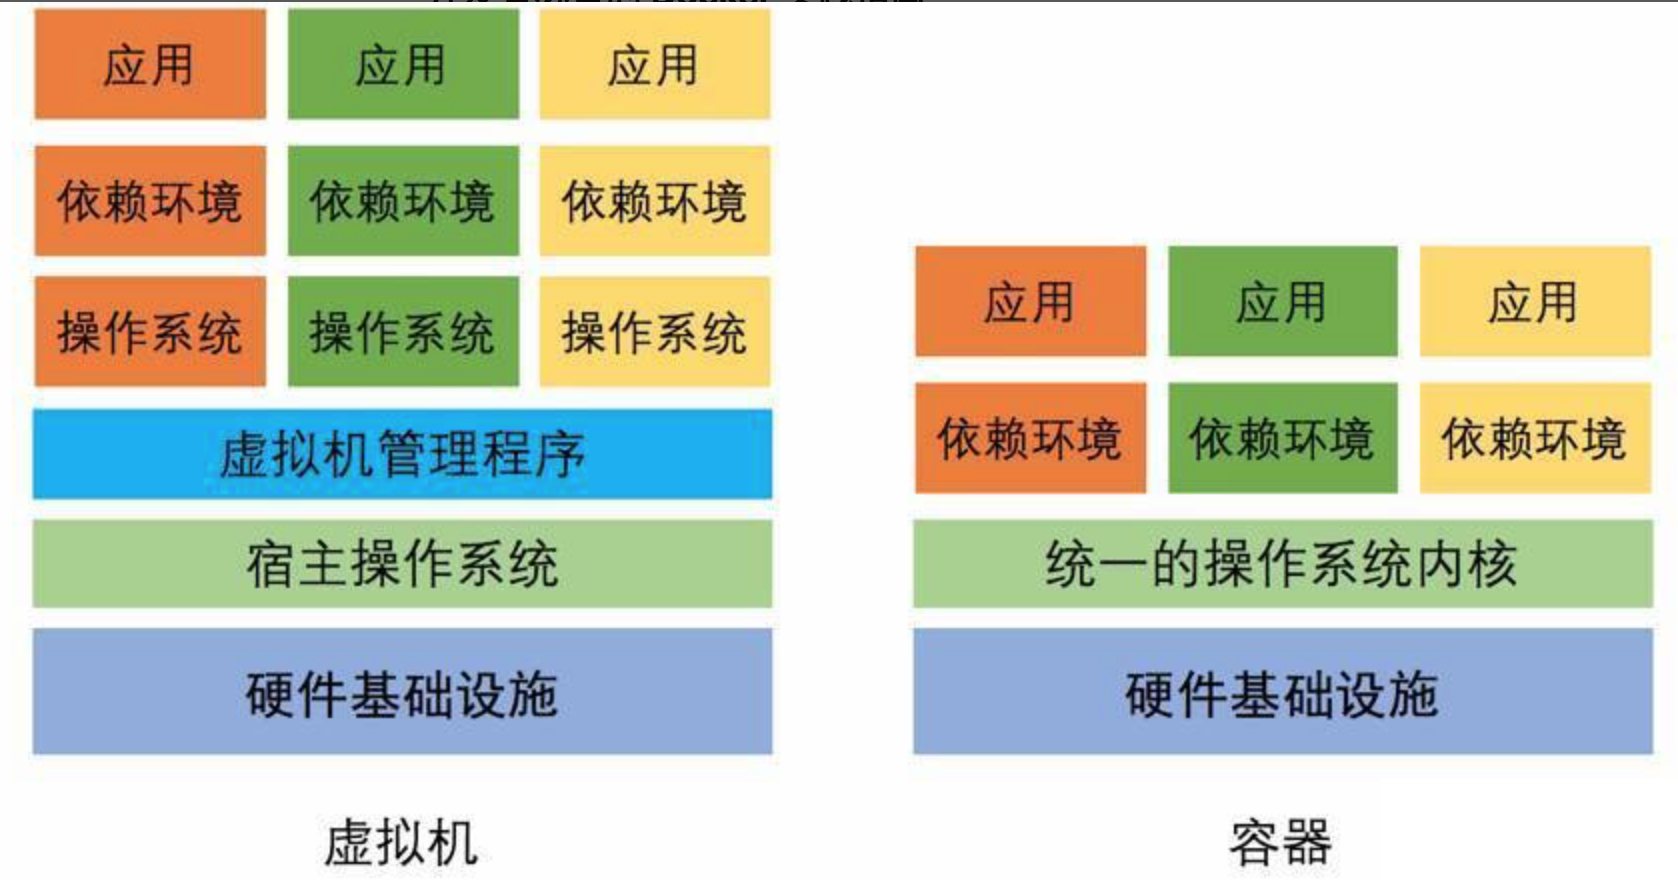 应用 应用 应用
依赖环境 依赖环境 依赖环境
操作系统 操作系统 操作系统
虚拟机管理程序
宿主操作系统
硬件基础设施
虚拟机
应用 应用 应用
依赖环境 依赖环境 依赖环境
统一的操作系统内核
硬件基础设施
容器